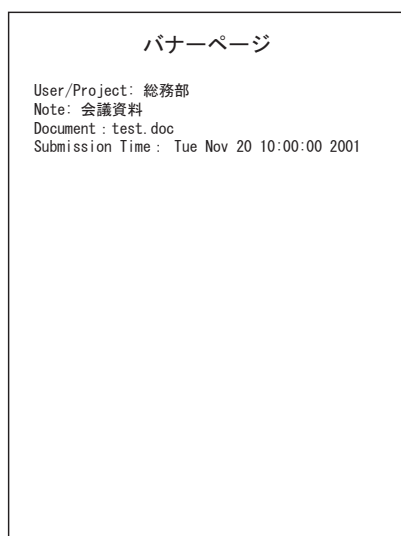 バナーページ
User/Project: 総務部
Note: 会議資料
Document : test.doc
Submission Time : Tue Nov 20 10:00:00 2001